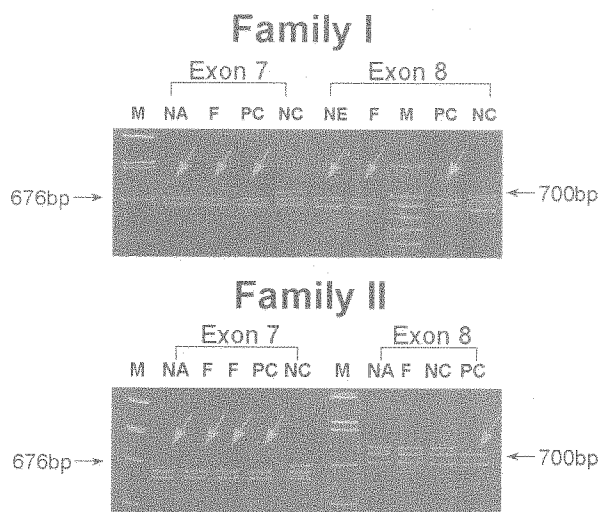 Family I
Exon 7 Exon 8
M NA F PC NC NE F M PC NC
676bp 700bp
Family II
Exon 7 Exon 8
M NA F F PC NC M NA F NC PC
676bp 700bp